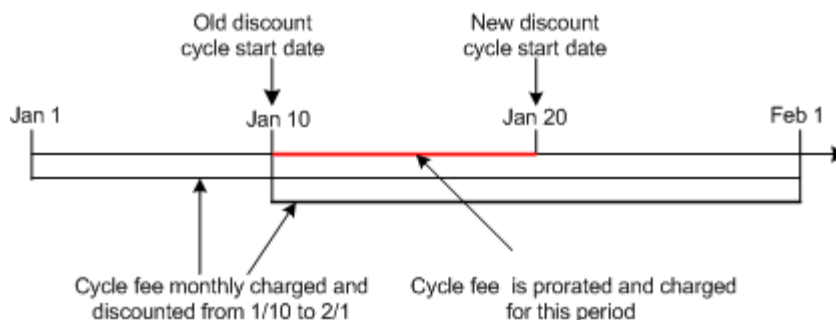 Old discount
cycle start date
New discount
cycle start date
Jan 1
Jan 10
Jan 20
Feb 1
Cycle fee monthly charged and
discounted from 1/10 to 2/1
Cycle fee is prorated and charged
for this period